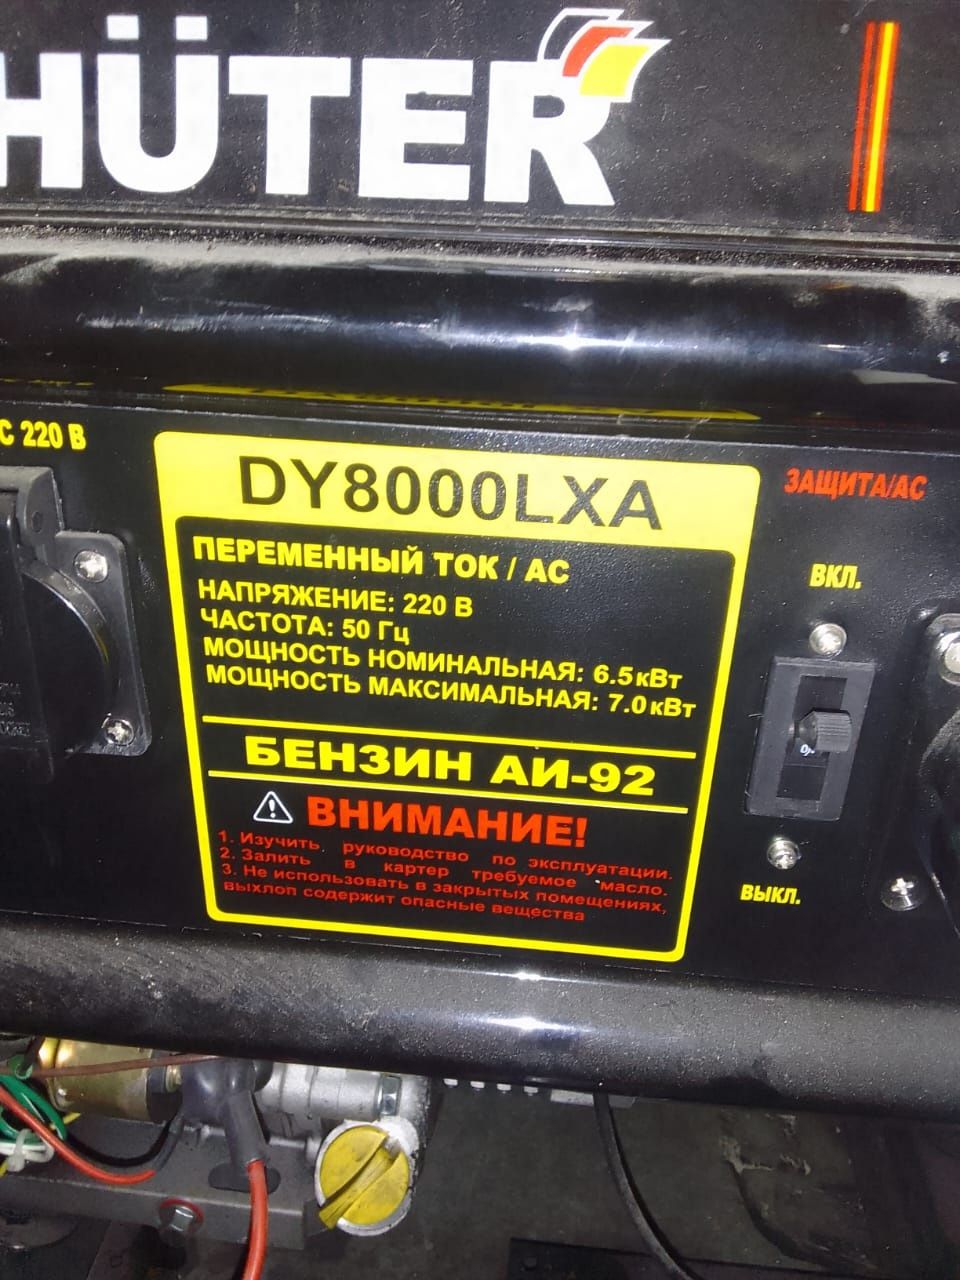 HÜTER
С 220 В
DY8000LXA
ЗАЩИТА/АС
ПЕРЕМЕННЫЙ ТОК / АС
ВКЛ.
НАПРЯЖЕНИЕ: 220 В
ЧАСТОТА: 50 Гц
МОЩНОСТЬ НОМИНАЛЬНАЯ: 6.5кВт
МОЩНОСТЬ МАКСИМАЛЬНАЯ: 7.0кВт
БЕНЗИН АИ-92
ВНИМАНИЕ!
1. Изучить руководство по эксплуатации.
2. Залить в картер требуемое масло.
3. Не использовать в закрытых помещениях,
выхлоп содержит опасные вещества
ВЫКЛ.